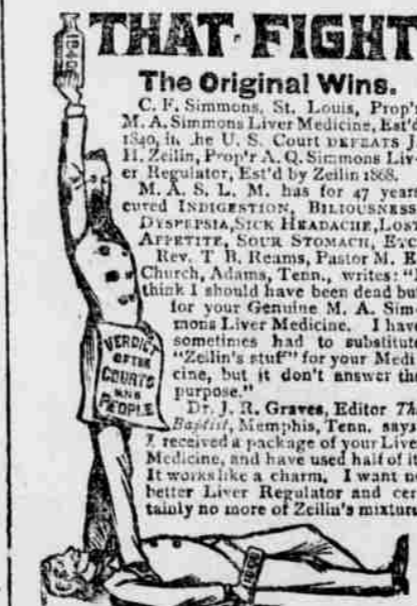 1840
THAT FIGHT
The Original Wins.
C. F. Simmons, St. Louis, Prop'r
M. A. Simmons Liver Medicine, Est'd
1840, in the U. S. Court DEFEATS J.
H. Zeilin, Prop'r A. Q. Simmons Liv-
er Regulator, Est'd by Zeilin 1868.
M. A. S. L. M. has for 47 years
cured INDIGESTION, BILIOUSNESS
DYSPEPSIA, SICK HEADACHE, LOST
APPETITE, SOUR STOMACH, ETC.
Rev. T B. Reams, Pastor M. E.
Church, Adams, Tenn., writes: "I
think I should have been dead but
for your Genuine M. A. Sim-
mons Liver Medicine. I have
sometimes had to substitute
"Zeilin's stuf" for your Medi-
cine, but it don't answer the
purpose."
Dr. J. R. Graves, Editor The
Baptist, Memphis, Tenn. says
I received a package of your Live
Medicine, and have used half of it
It works like a charm. I want no
better Liver Regulator and cer
tainly no more of Zeilin's mixture
VERDICT
OF THE
COURTS
AND
PEOPLE
1868